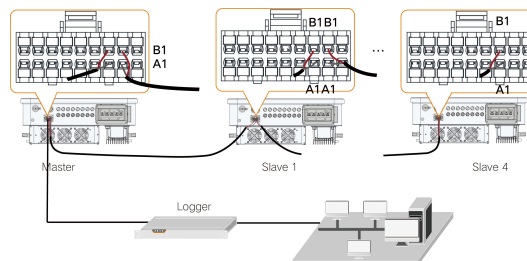 B1
A1
B1B1
A1A1
...
B1
A1
Master
Slave 1
Slave 4
Logger